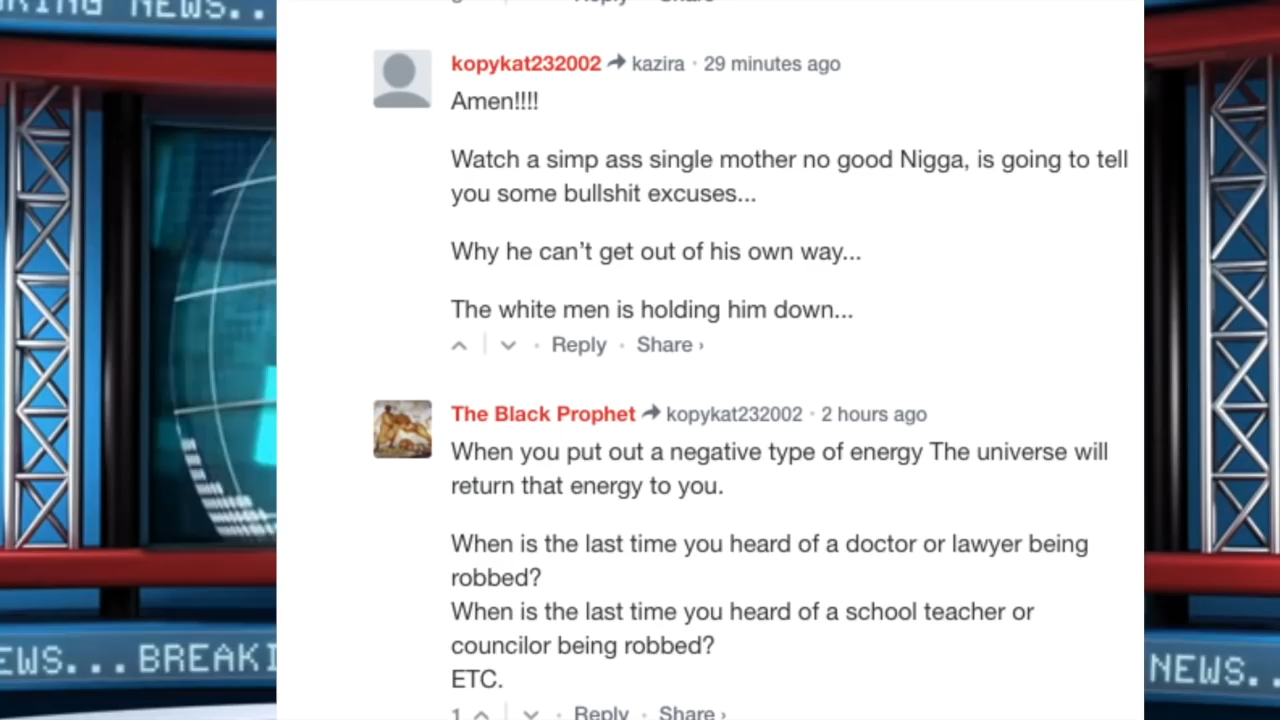 KING NEWS..
Reply Share
kopykat232002 kazira · 29 minutes ago
Amen!!!!
Watch a simp ass single mother no good Nigga, is going to tell
you some bullshit excuses...
Why he can't get out of his own way...
The white men is holding him down...
Reply · Share ›
The Black Prophet kopykat232002 · 2 hours ago
When you put out a negative type of energy The universe will
return that energy to you.
When is the last time you heard of a doctor or lawyer being
robbed?
When is the last time you heard of a school teacher or
councilor being robbed?
ETC.
EWS...BREAKI
NEWS..
1 Reply · Share ›